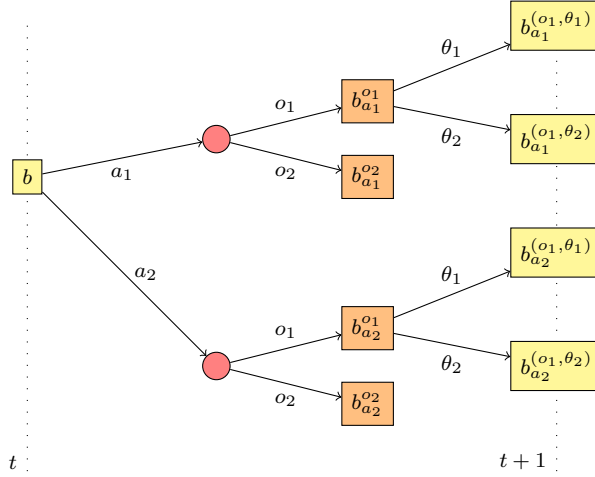 b_{a_1}^{(o_1,θ_1)}
θ_1
o_1
b_{a_1}^{o_1}
θ_2
b_{a_1}^{(o_1,θ_2)}
b
a_1
o_2
b_{a_1}^{o_2}
a_2
b_{a_2}^{(o_1,θ_1)}
θ_1
o_1
b_{a_2}^{o_1}
θ_2
b_{a_2}^{(o_1,θ_2)}
o_2
b_{a_2}^{o_2}
t
t + 1